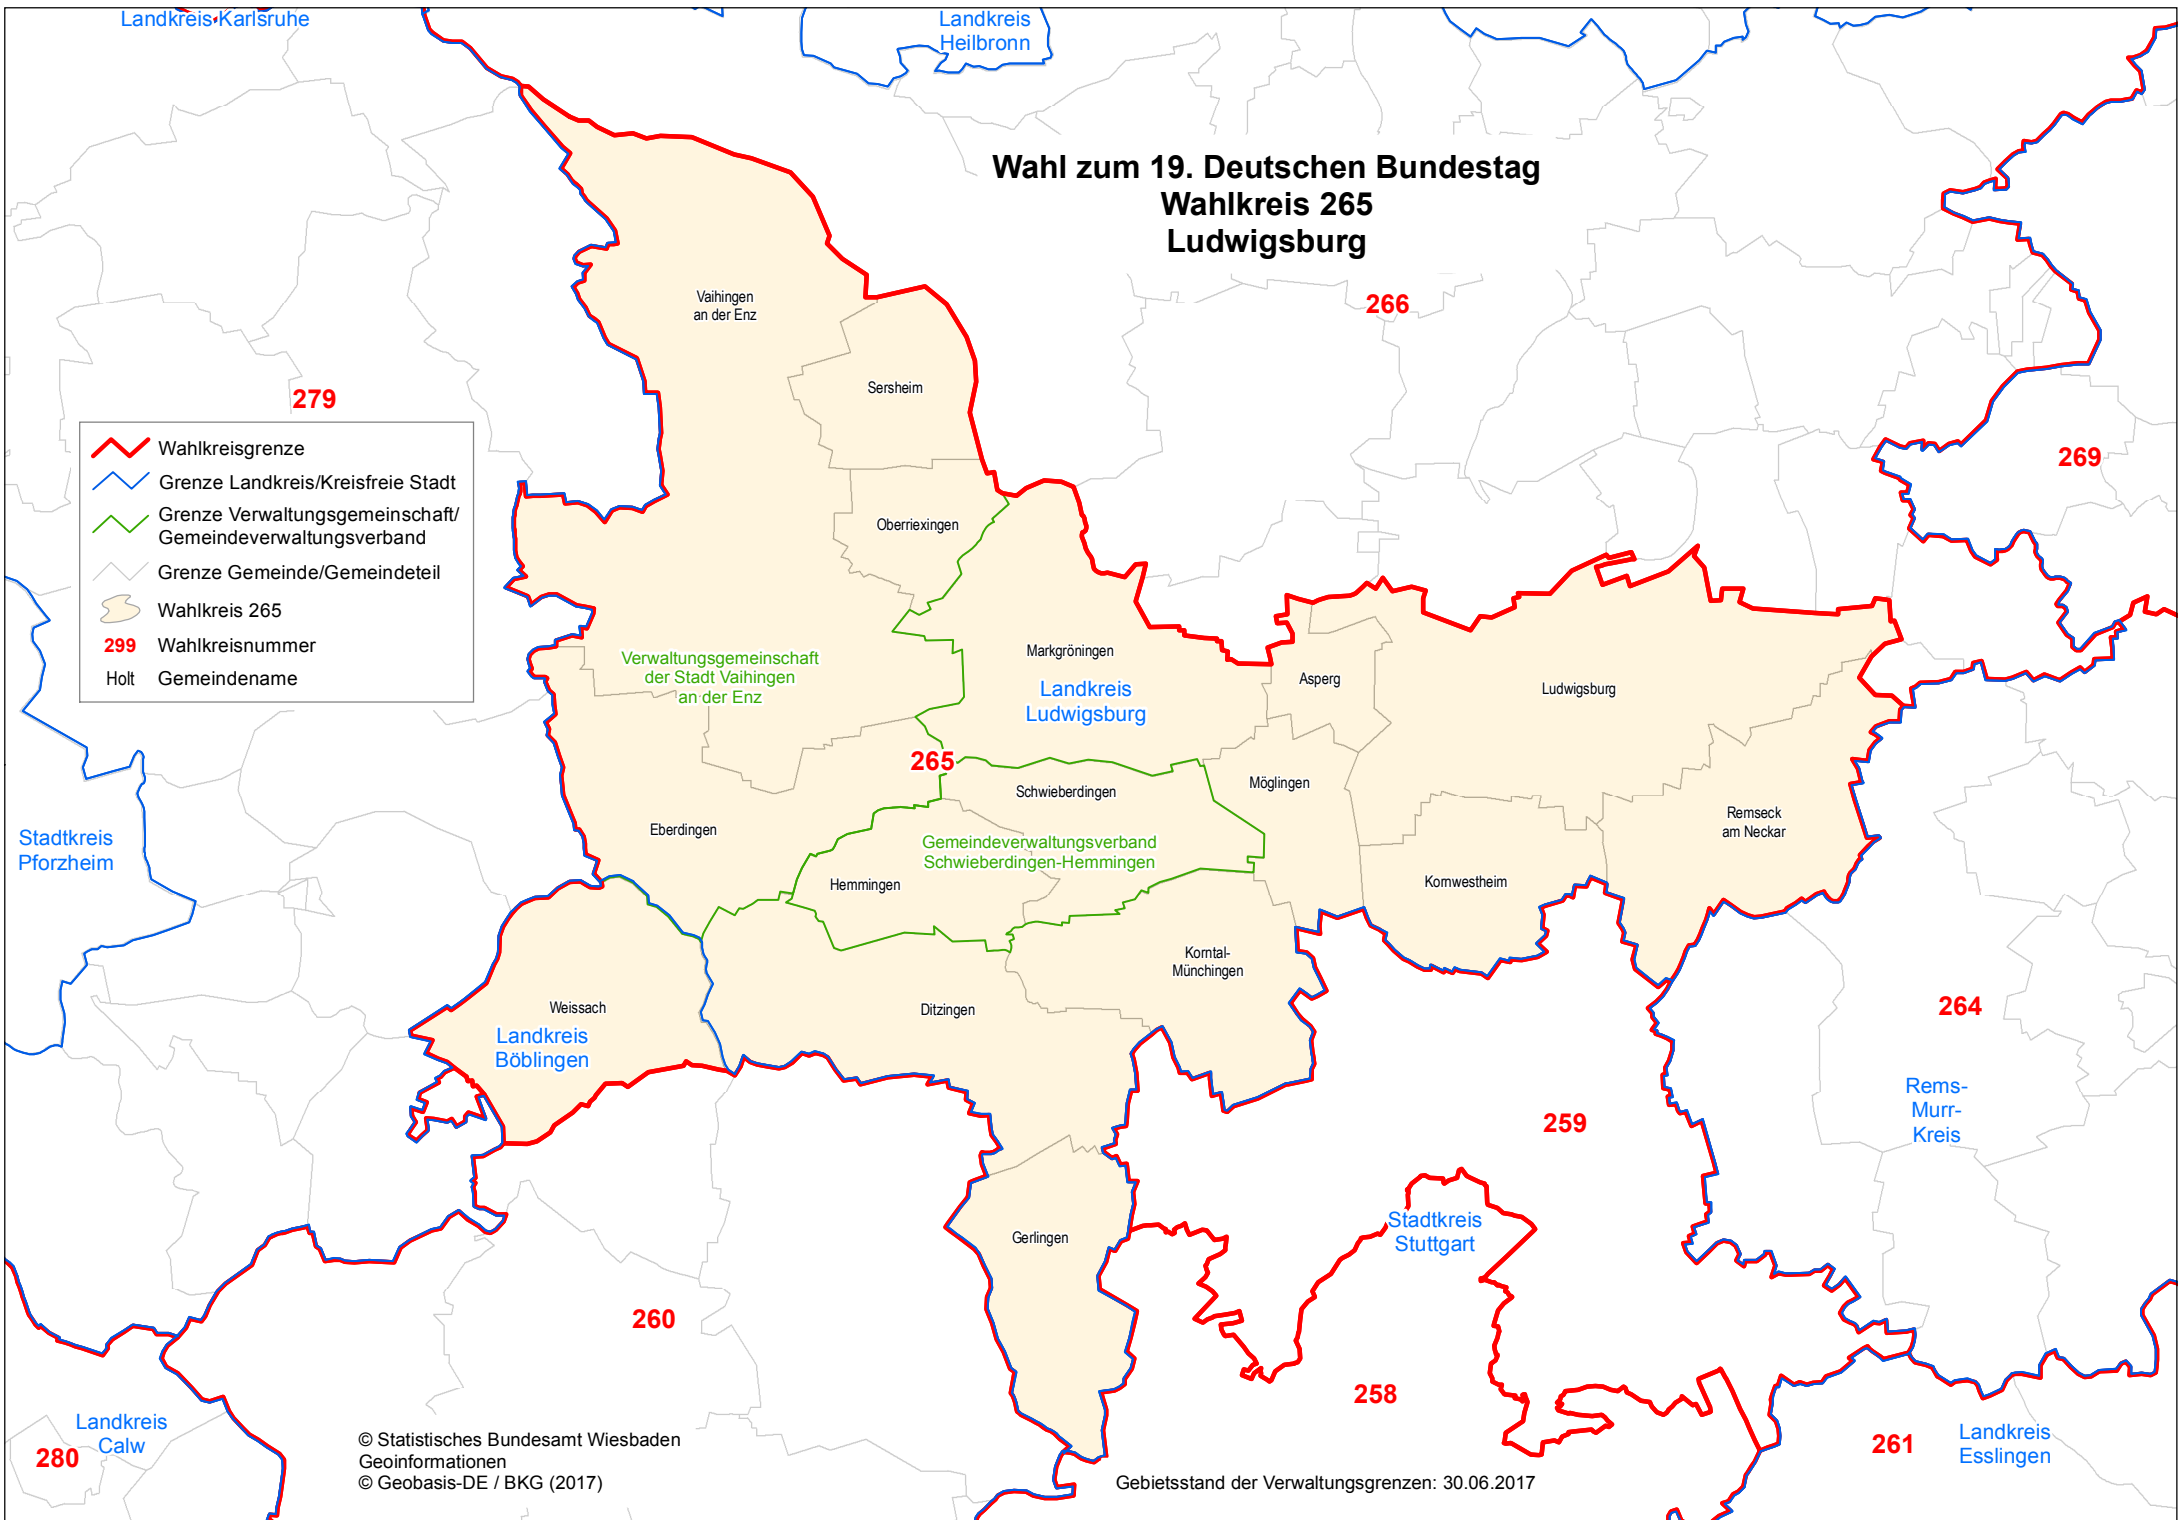 Landkreis Karlsruhe
Landkreis
Heilbronn
Wahl zum 19. Deutschen Bundestag
Wahlkreis 265
Ludwigsburg
266
Vaihingen
an der Enz
Sersheim
279
Wahlkreisgrenze
Grenze Landkreis/Kreisfreie Stadt
Grenze Verwaltungsgemeinschaft/
Gemeindeverwaltungsverband
Grenze Gemeinde/Gemeindeteil
Wahlkreis 265
299 Wahlkreisnummer
Holt Gemeindename
269
Oberriexingen
Verwaltungsgemeinschaft
der Stadt Vaihingen
an der Enz
Markgröningen
Landkreis
Ludwigsburg
Asperg
Ludwigsburg
265
Schwieberdingen
Möglingen
Remseck
am Neckar
Stadtkreis
Pforzheim
Eberdingen
Gemeindeverwaltungsverband
Schwieberdingen-Hemmingen
Hemmingen
Kornwestheim
Korntal-
Münchingen
Weissach
Landkreis
Böblingen
Ditzingen
264
Rems-
Murr-
Kreis
259
Stadtkreis
Stuttgart
Gerlingen
260
258
Landkreis
Calw
280
261
Landkreis
Esslingen
© Statistisches Bundesamt Wiesbaden
Geoinformationen
© Geobasis-DE / BKG (2017)
Gebietsstand der Verwaltungsgrenzen: 30.06.2017